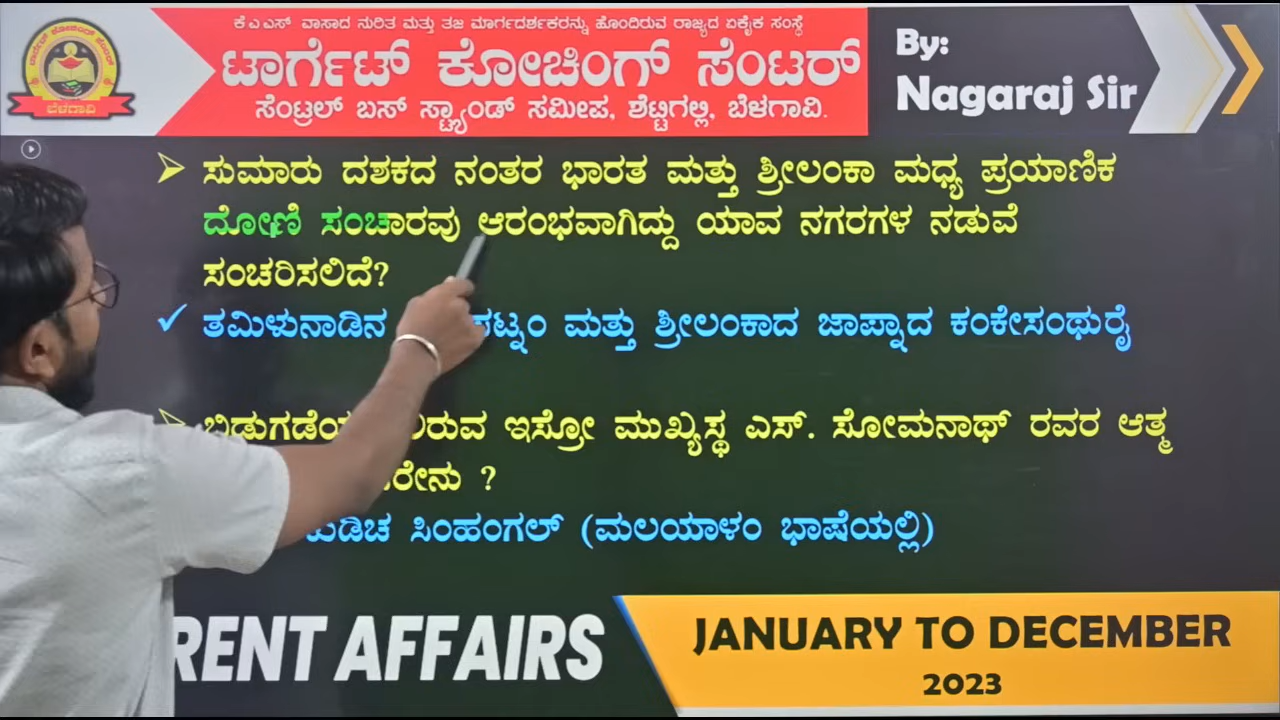 ಕೆ ಎ ಎಸ್ ವಾಸಾದ ನುರಿತ ಮತ್ತು ತಜ್ಞ ಮಾರ್ಗದರ್ಶಕರನ್ನು ಹೊಂದಿರುವ ರಾಜ್ಯದ ಏಕೈಕ ಸಂಸ್ಥೆ
ಟಾರ್ಗೆಟ್ ಕೋಚಿಂಗ್ ಸೆಂಟರ್
ಸೆಂಟ್ರಲ್ ಬಸ್ ಸ್ಟ್ಯಾಂಡ್ ಸಮೀಪ, ಶೆಟ್ಟಿಗಲ್ಲಿ, ಬೆಳಗಾವಿ.
ಬೆಳಗಾವಿ
By:
Nagaraj Sir
ಸುಮಾರು ದಶಕದ ನಂತರ ಭಾರತ ಮತ್ತು ಶ್ರೀಲಂಕಾ ಮಧ್ಯ ಪ್ರಯಾಣಿಕ
ದೋಣಿ ಸಂಚಾರವು ಆರಂಭವಾಗಿದ್ದು ಯಾವ ನಗರಗಳ ನಡುವೆ
ಸಂಚರಿಸಲಿದೆ?
ತಮಿಳುನಾಡಿನ ಮತ್ತು ಶ್ರೀಲಂಕಾದ ಜಾಪ್ನಾದ ಕಂಕೇಸಂಥುರೈ
ಇಸ್ರೋ ಮುಖ್ಯಸ್ಥ ಎಸ್. ಸೋಮನಾಥ್ ರವರ ಆತ್ಮ
?
ಸಿಂಹಂಗಲ್ (ಮಲಯಾಳಂ ಭಾಷೆಯಲ್ಲಿ)
RENT AFFAIRS
JANUARY TO DECEMBER
2023